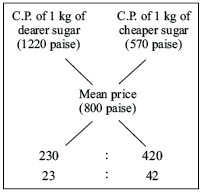 C.P. of 1 kg of C.P. of 1 kg of
dearer sugar cheaper sugar
(1220 paise) (570 paise)
Mean price
(800 paise)
230 : 420
23 : 42